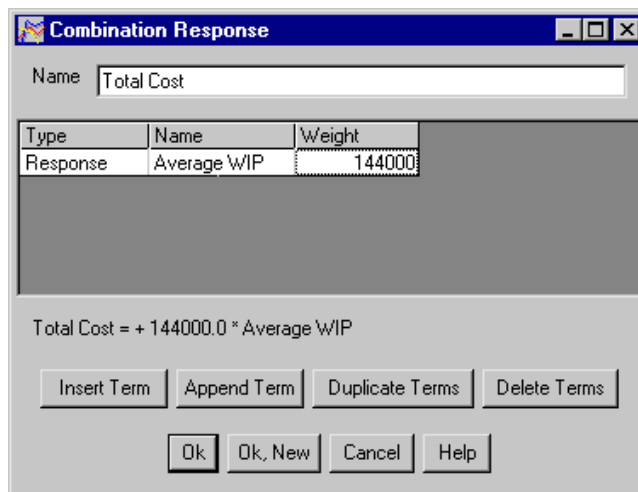 Combination Response
Name Total Cost
Type Name Weight
Response Average WIP 144000
Total Cost = + 144000.0 * Average WIP
Insert Term Append Term Duplicate Terms Delete Terms
Ok Ok, New Cancel Help